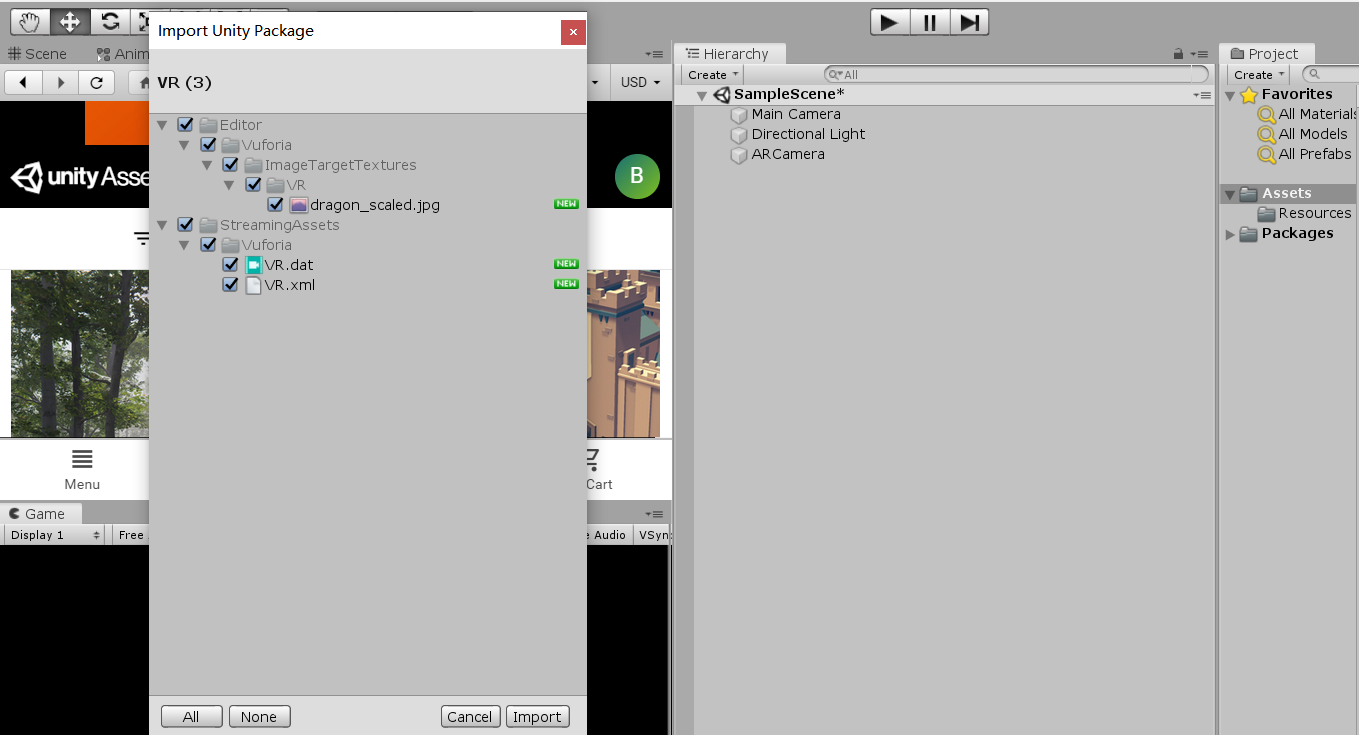 Import Unity Package
Scene
Anim
USD
VR (3)
Editor
Vuforia
ImageTargetTextures
VR
dragon_scaled.jpg
NEW
StreamingAssets
Vuforia
VR.dat
NEW
VR.xml
NEW
All
None
Cancel
Import
unity Asse
B
Menu
Cart
Game
Display 1
Free
e Audio
VSyn
Hierarchy
Create
All
SampleScene*
Main Camera
Directional Light
ARCamera
Project
Create
Favorites
All Materials
All Models
All Prefabs
Assets
Resources
Packages